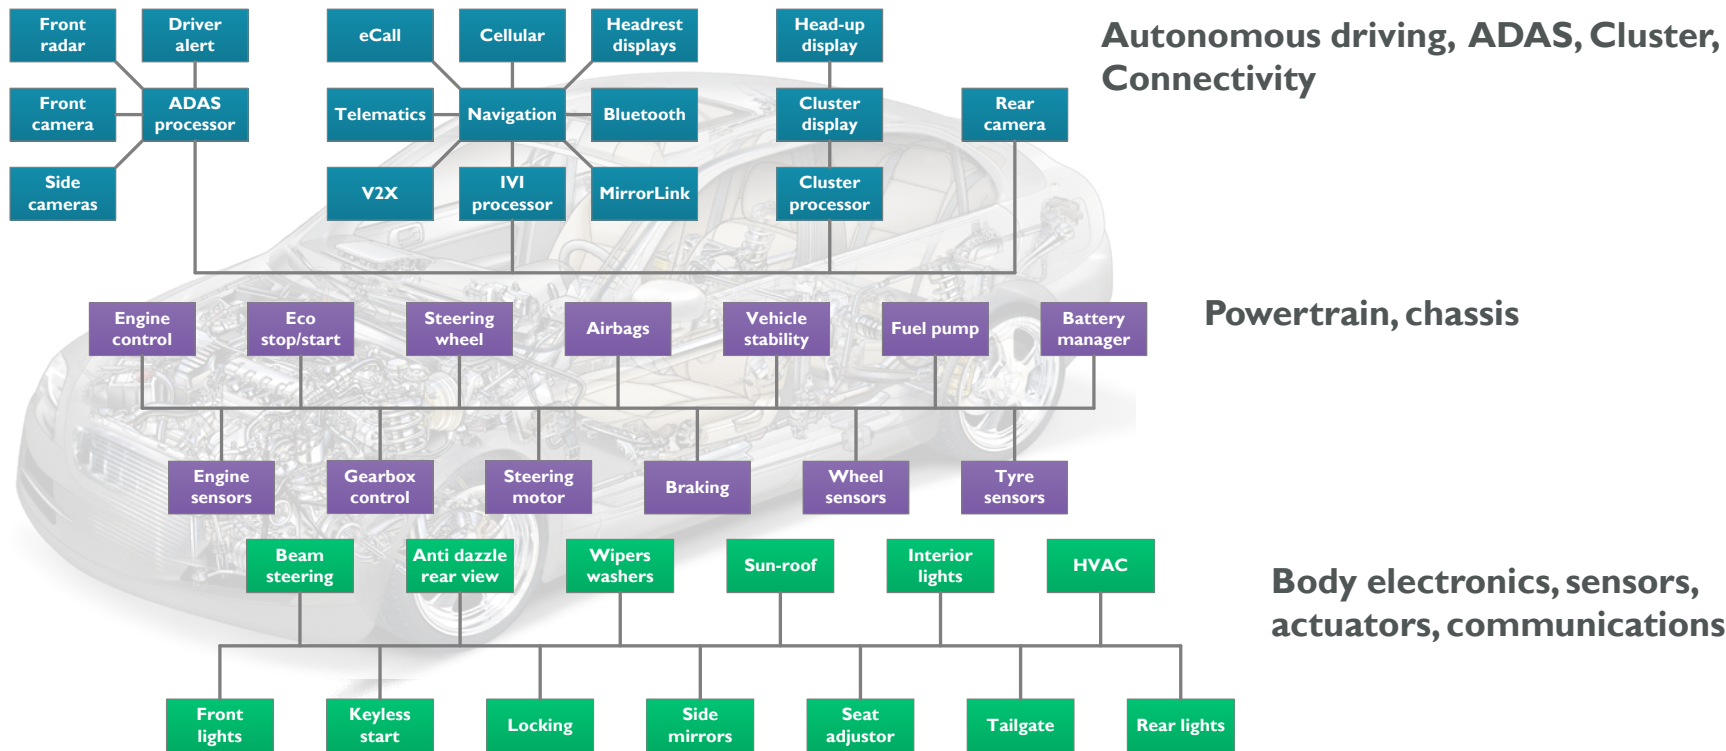 Front
radar
Driver
alert
eCall
Cellular
Headrest
displays
Head-up
display
Autonomous driving, ADAS, Cluster,
Connectivity
Front
camera
ADAS
processor
Telematics
Navigation
Bluetooth
Cluster
display
Rear
camera
Side
cameras
V2X
IVI
processor
MirrorLink
Cluster
processor
Engine
control
Eco
stop/start
Steering
wheel
Airbags
Vehicle
stability
Fuel pump
Battery
manager
Powertrain, chassis
Engine
sensors
Gearbox
control
Steering
motor
Braking
Wheel
sensors
Tyre
sensors
Beam
steering
Anti dazzle
rear view
Wipers
washers
Sun-roof
Interior
lights
HVAC
Body electronics, sensors,
actuators, communications
Front
lights
Keyless
start
Locking
Side
mirrors
Seat
adjustor
Tailgate
Rear lights